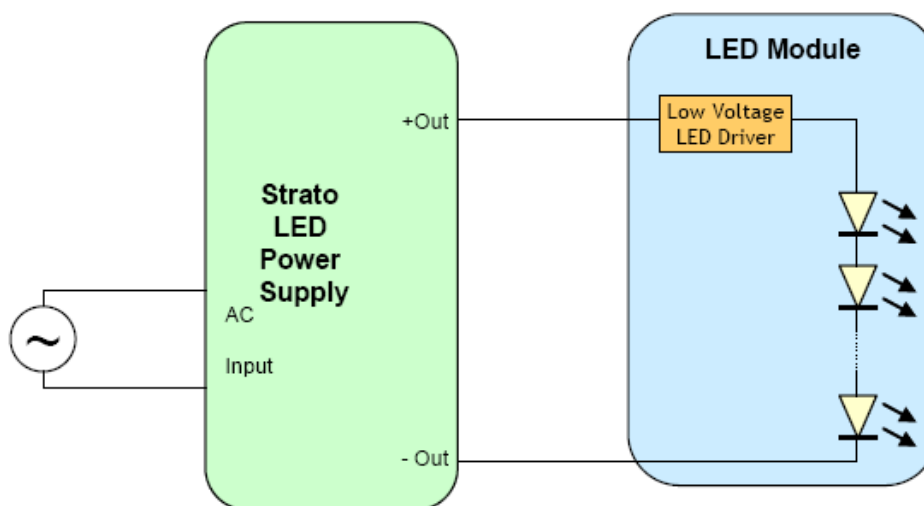 LED Module
+Out
Low Voltage
LED Driver
Strato
LED
Power
Supply
AC
Input
- Out
~